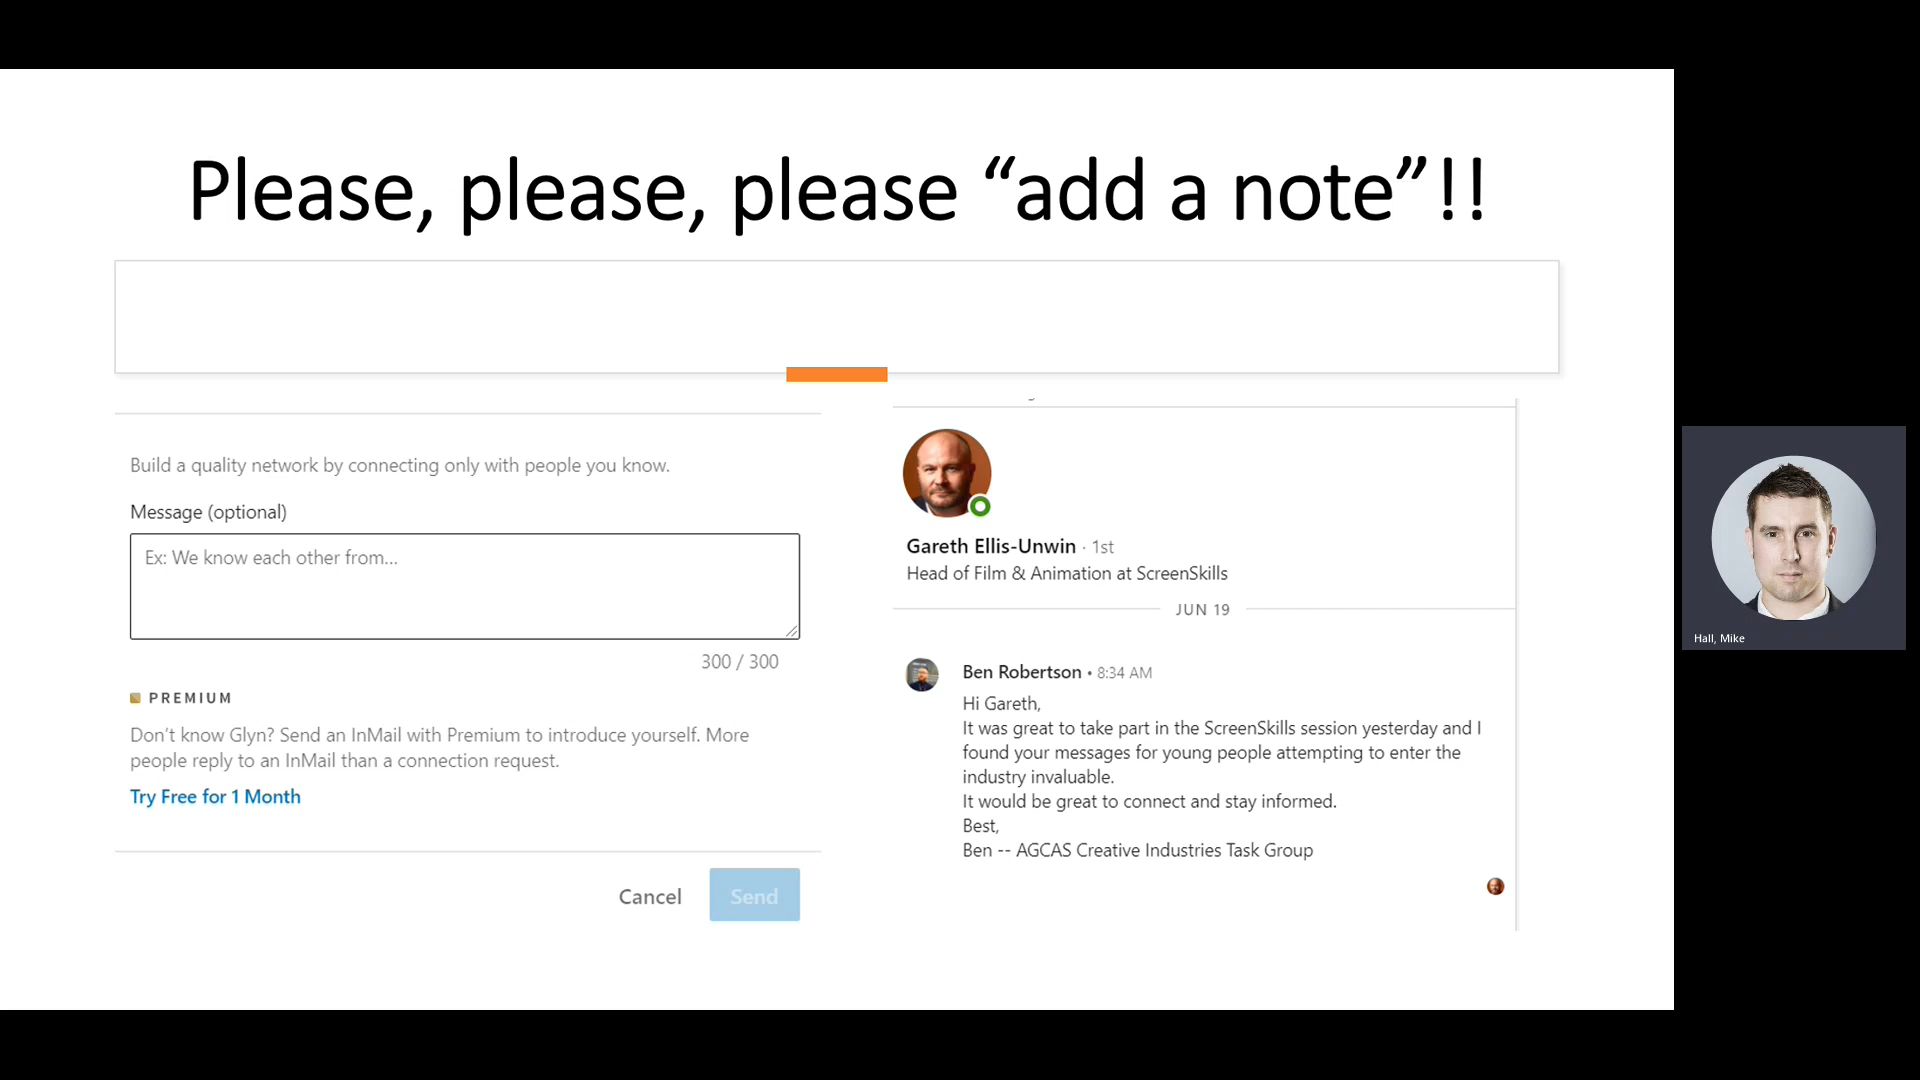 Please, please, please “add a note”!!
Build a quality network by connecting only with people you know.
Message (optional)
Ex: We know each other from...
300 / 300
PREMIUM
Don't know Glyn? Send an InMail with Premium to introduce yourself. More
people reply to an InMail than a connection request.
Try Free for 1 Month
Cancel
Send
Gareth Ellis-Unwin · 1st
Head of Film & Animation at ScreenSkills
JUN 19
Ben Robertson • 8:34 AM
Hi Gareth,
It was great to take part in the ScreenSkills session yesterday and I
found your messages for young people attempting to enter the
industry invaluable.
It would be great to connect and stay informed.
Best,
Ben -- AGCAS Creative Industries Task Group
Hall, Mike